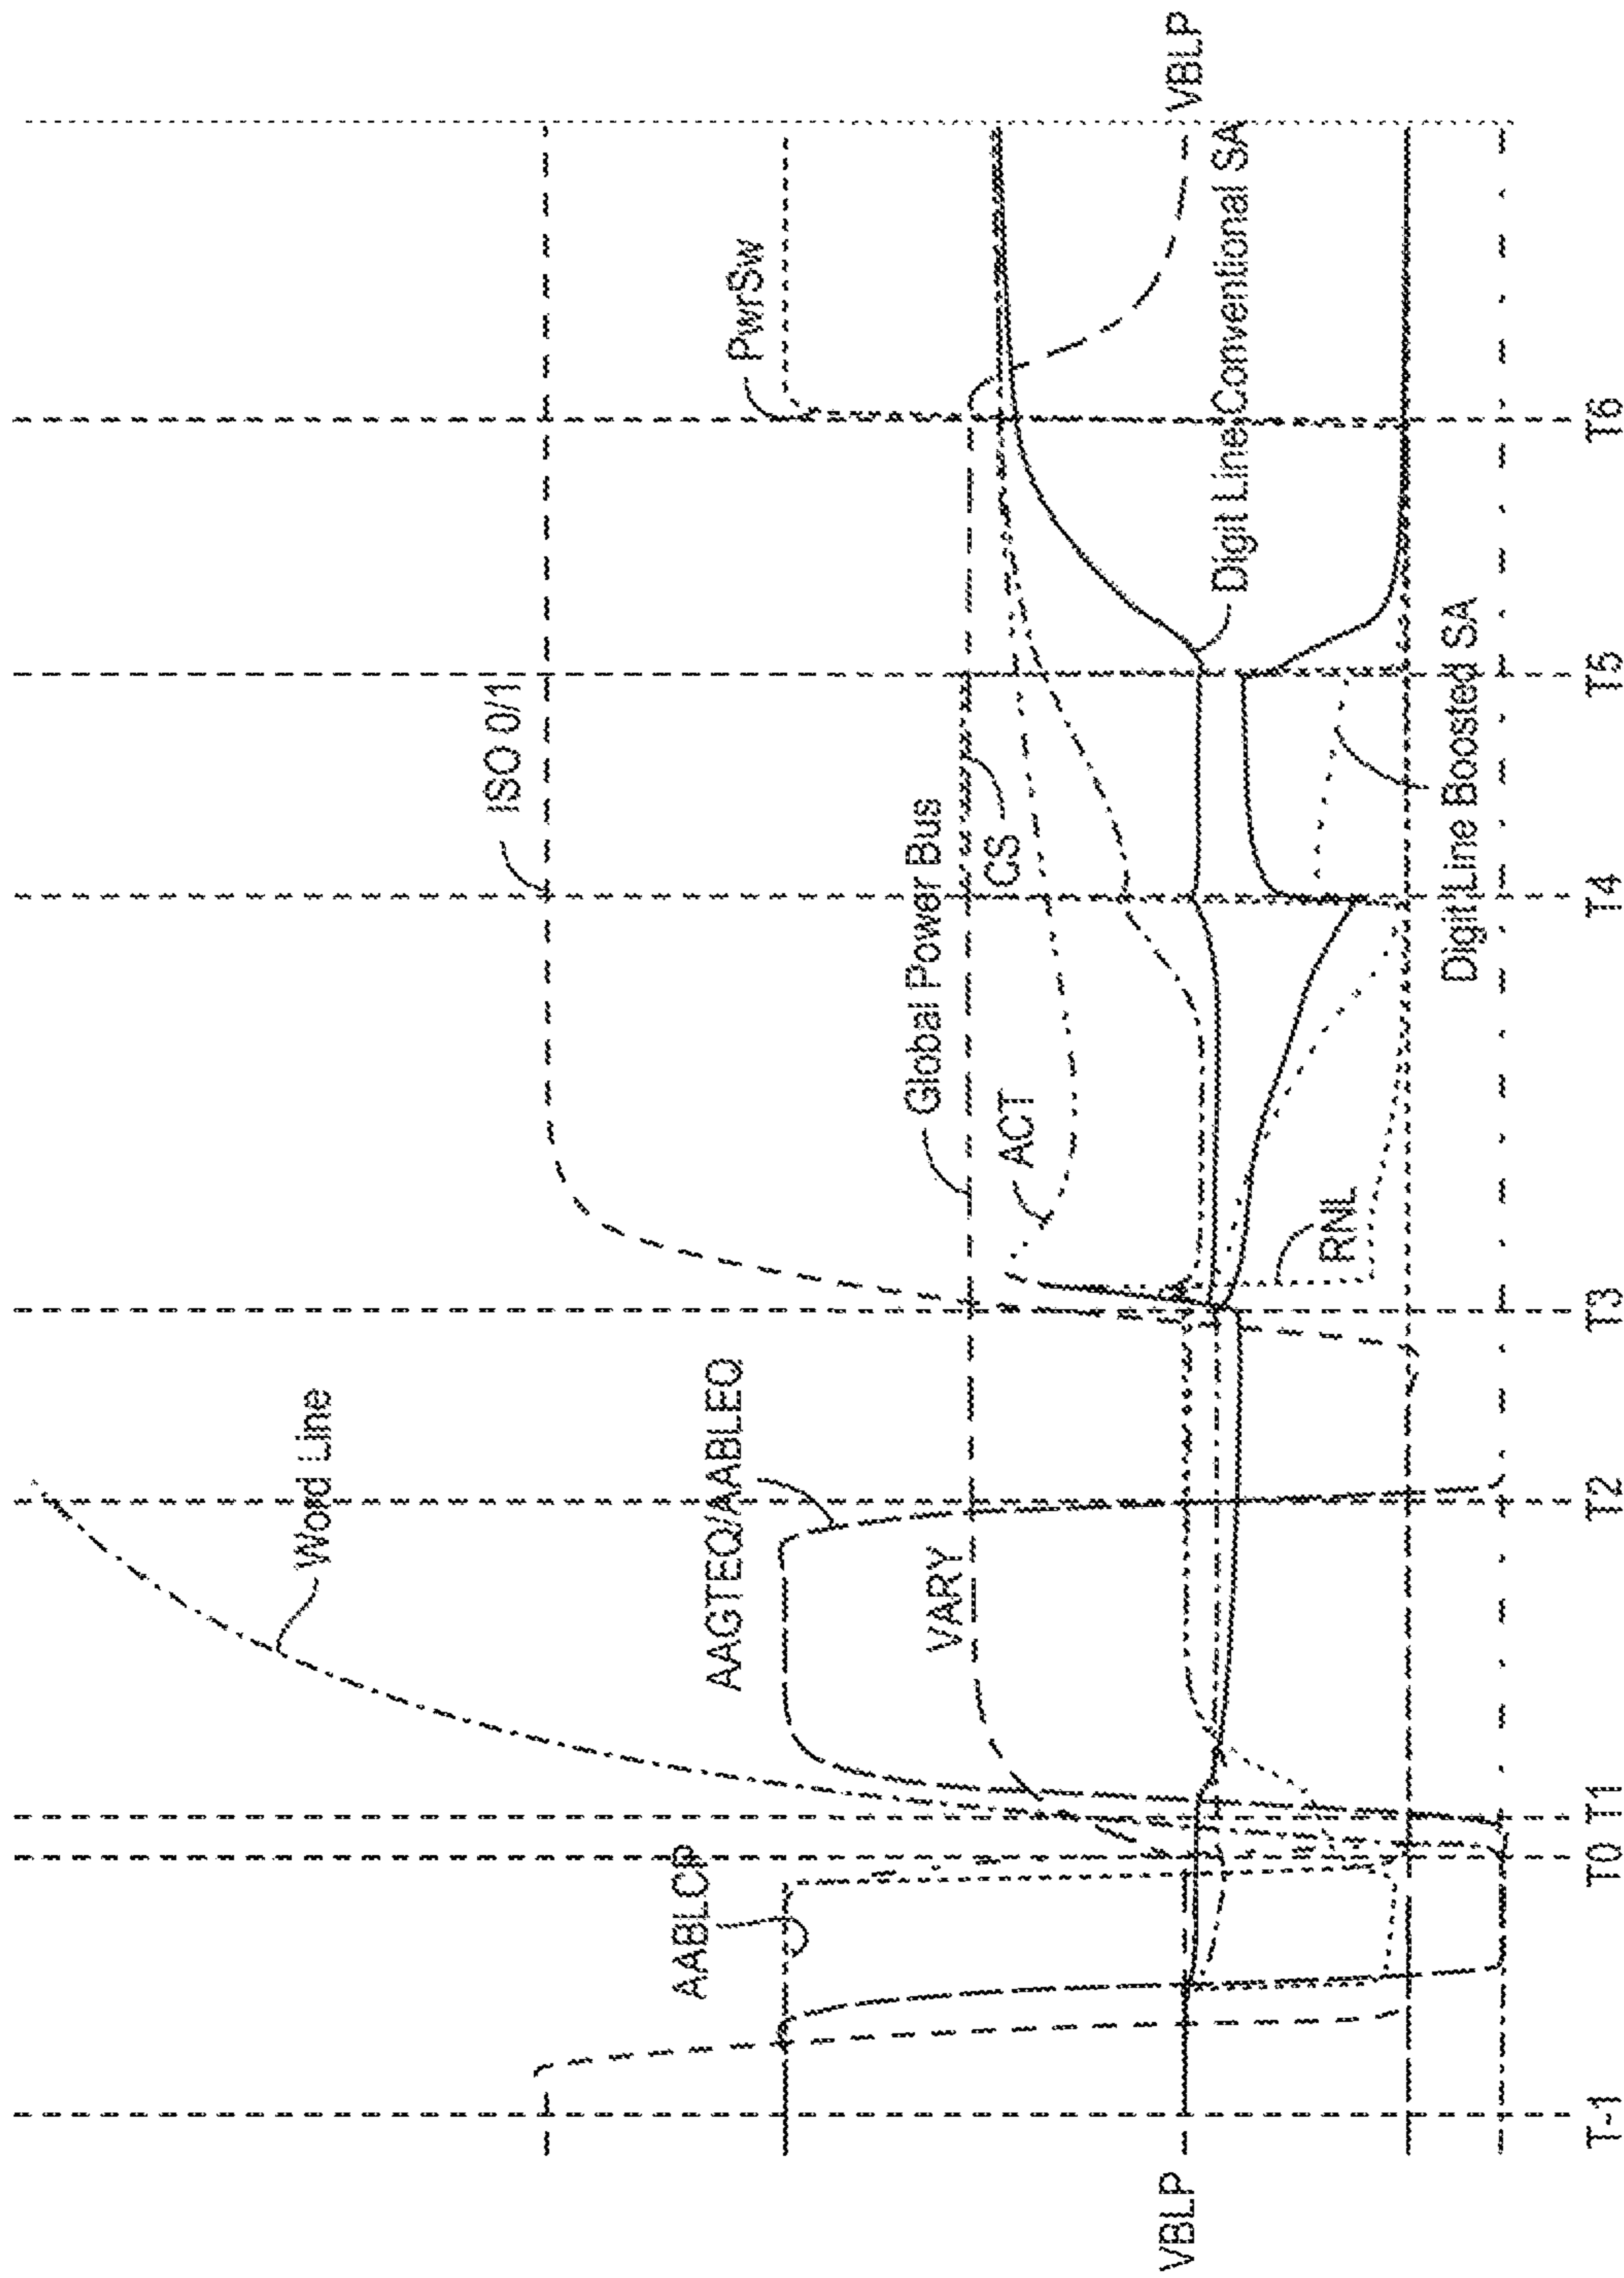 Word Line
ISO 0/1
PwrSw
AABLCP
AAGTEQ/AABLEQ
Global Power Bus
VARY
ACT
CS
VBLP
VBLP
Digit Line Conventional SA
RNL
Digit Line Boosted SA
T-1
T0
T1
T2
T3
T4
T5
T6